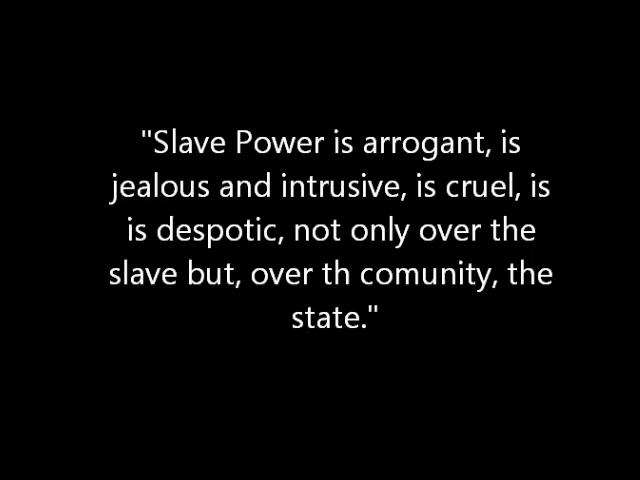 "Slave Power is arrogant, is
jealous and intrusive, is cruel, is
is despotic, not only over the
slave but, over th comunity, the
state."